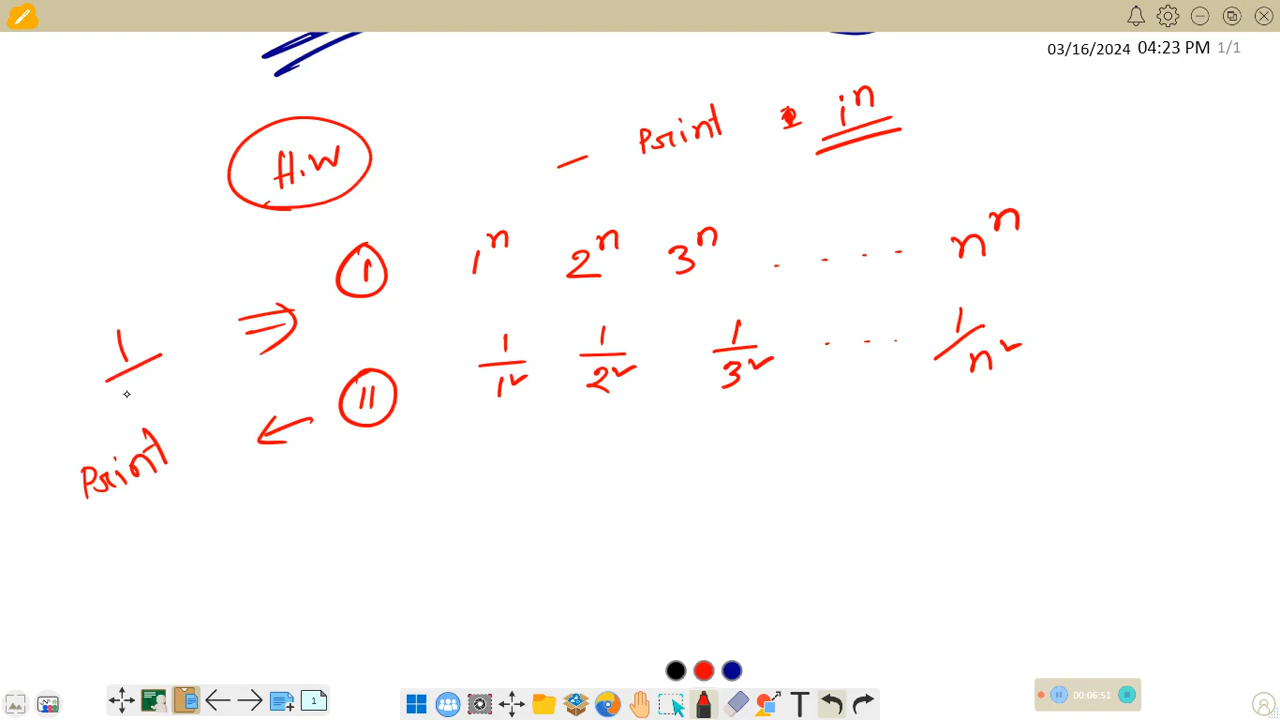 03/16/2024 04:23 PM 1/1
H.W
- Print iⁿ
I 1ⁿ 2ⁿ 3ⁿ ..... nⁿ
1 ⇒
II 1/1² 1/2² 1/3² ..... 1/n²
Print ←
1
T
00:06:51